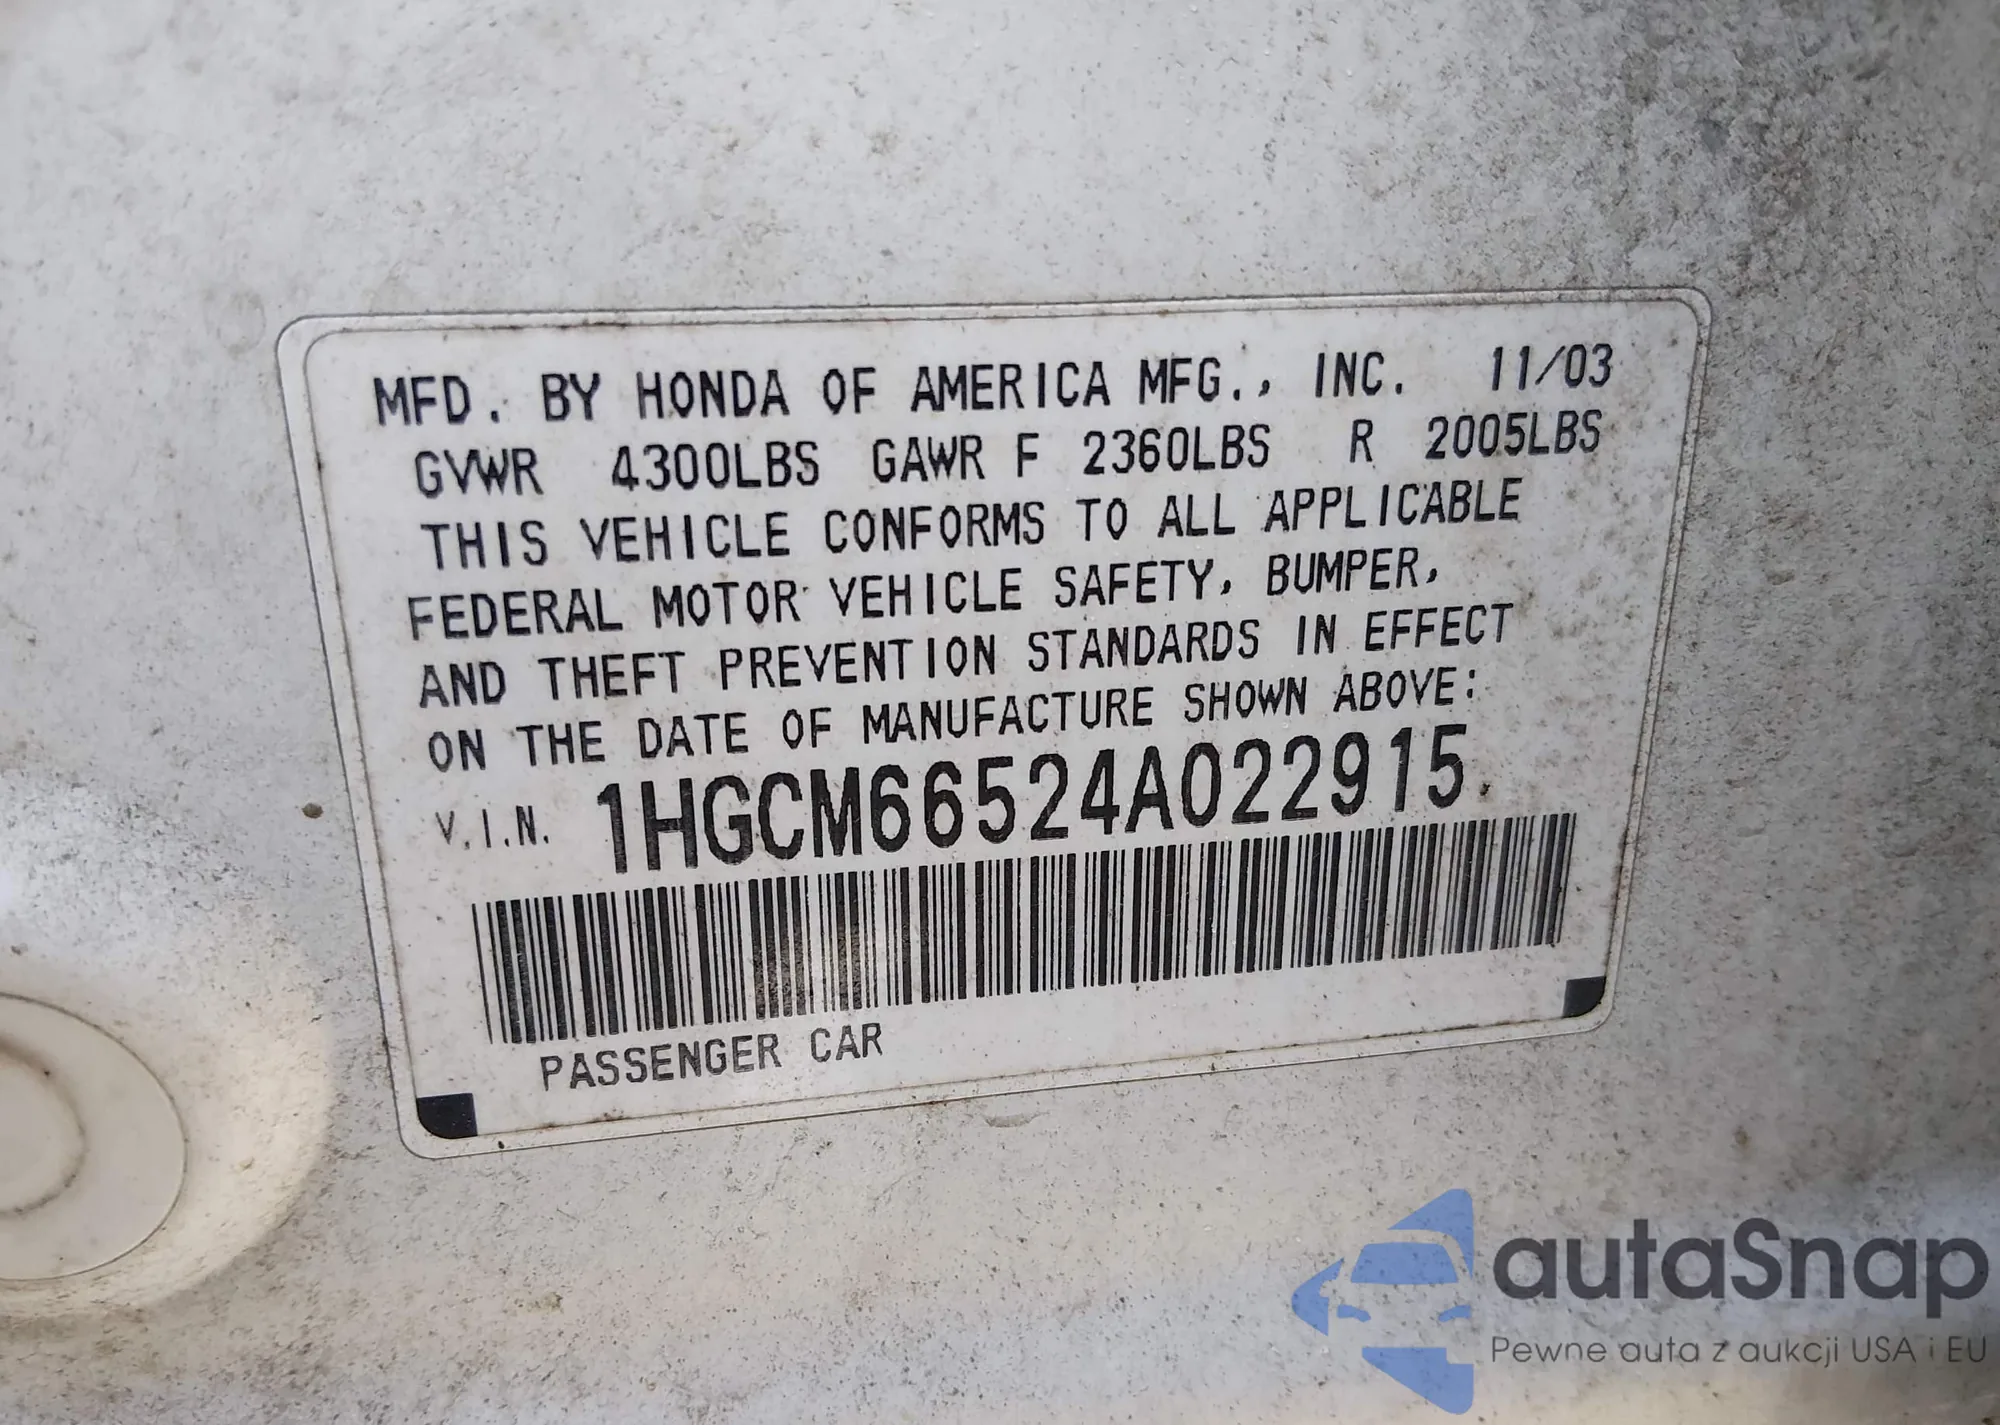 MFD. BY HONDA OF AMERICA MFG., INC. 11/03
GVWR 4300LBS GAWR F 2360LBS R 2005LBS
THIS VEHICLE CONFORMS TO ALL APPLICABLE
FEDERAL MOTOR VEHICLE SAFETY, BUMPER,
AND THEFT PREVENTION STANDARDS IN EFFECT
ON THE DATE OF MANUFACTURE SHOWN ABOVE:
V.I.N. 1HGCM66524A022915
PASSENGER CAR
autaSnap
Pewne auta z aukcji USA i EU